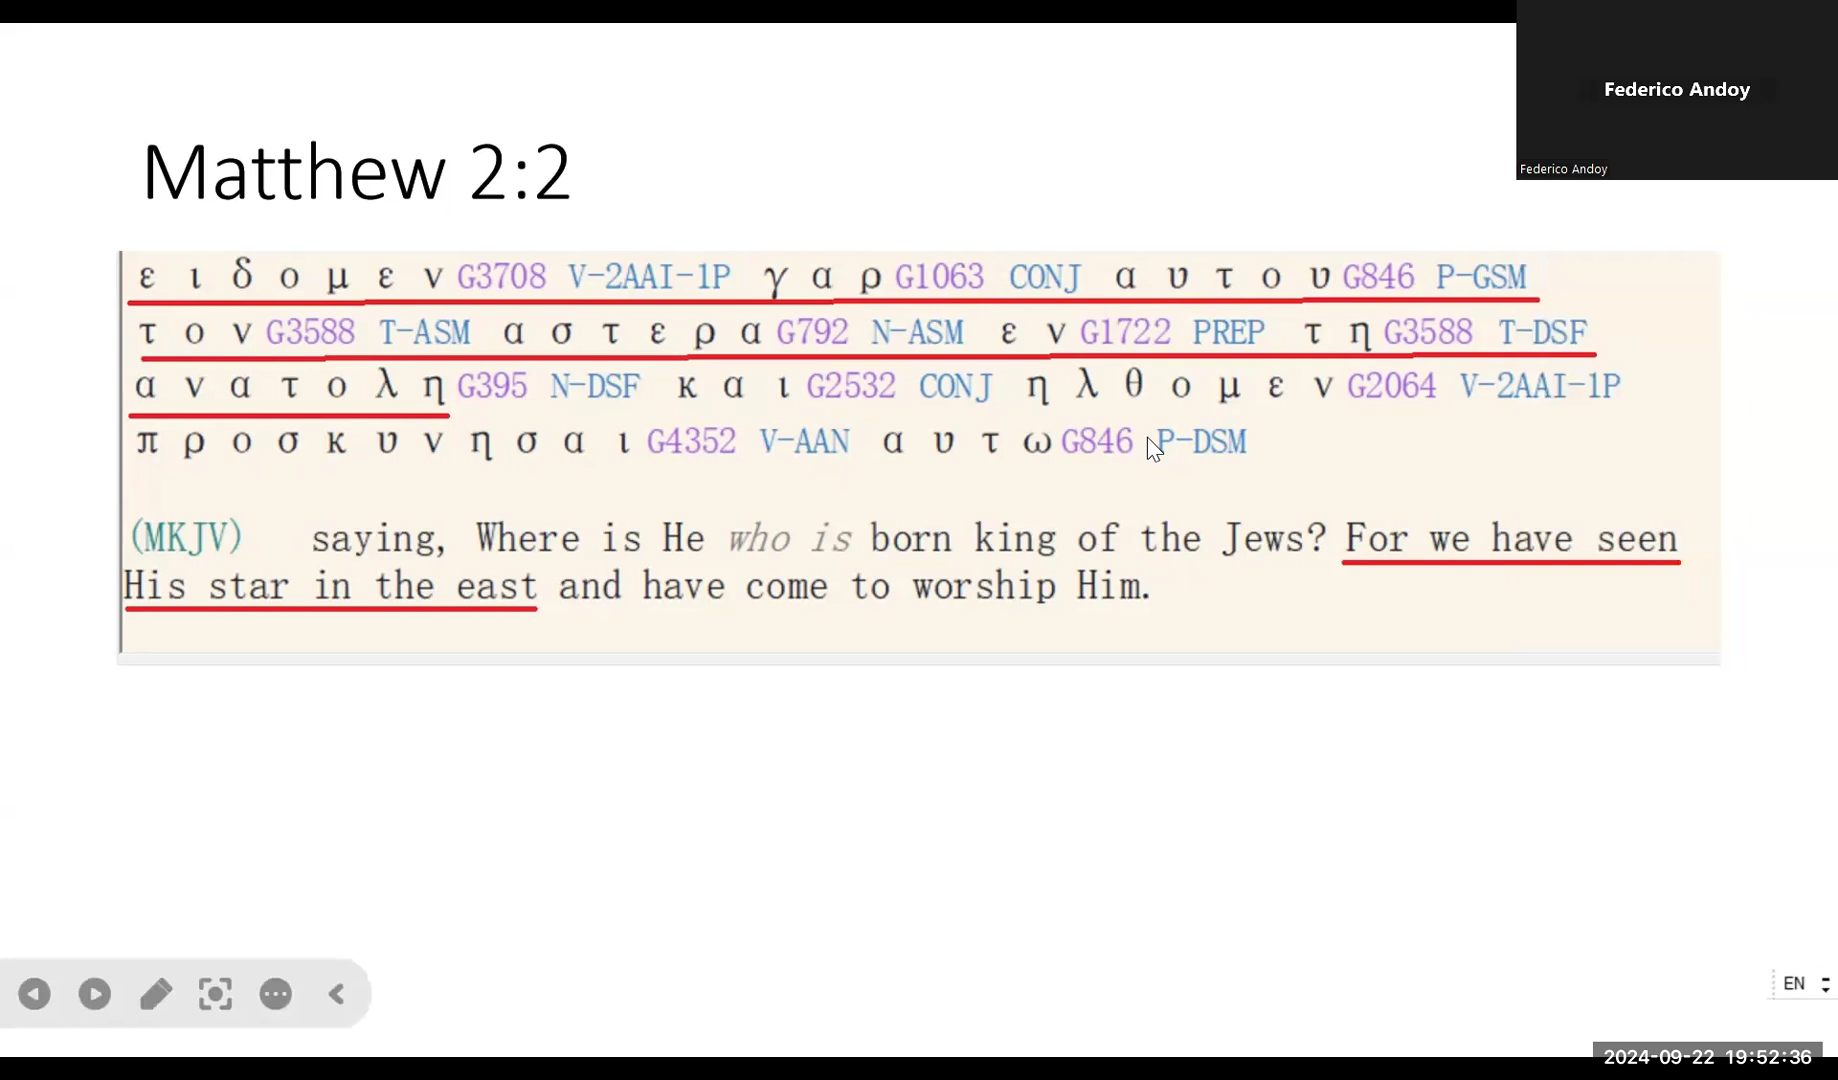 Federico Andoy
Federico Andoy
Matthew 2:2
ε ι δ ο μ ε ν G3708 V-2AAI-1P γ α ρ G1063 CONJ α υ τ ο υ G846 P-GSM
τ ο ν G3588 T-ASM α σ τ ε ρ α G792 N-ASM ε ν G1722 PREP τ η G3588 T-DSF
α ν α τ ο λ η G395 N-DSF κ α ι G2532 CONJ η λ θ ο μ ε ν G2064 V-2AAI-1P
π ρ ο σ κ υ ν η σ α ι G4352 V-AAN α υ τ ω G846 P-DSM
(MKJV) saying, Where is He who is born king of the Jews? For we have seen
His star in the east and have come to worship Him.
EN
2024-09-22 19:52:36